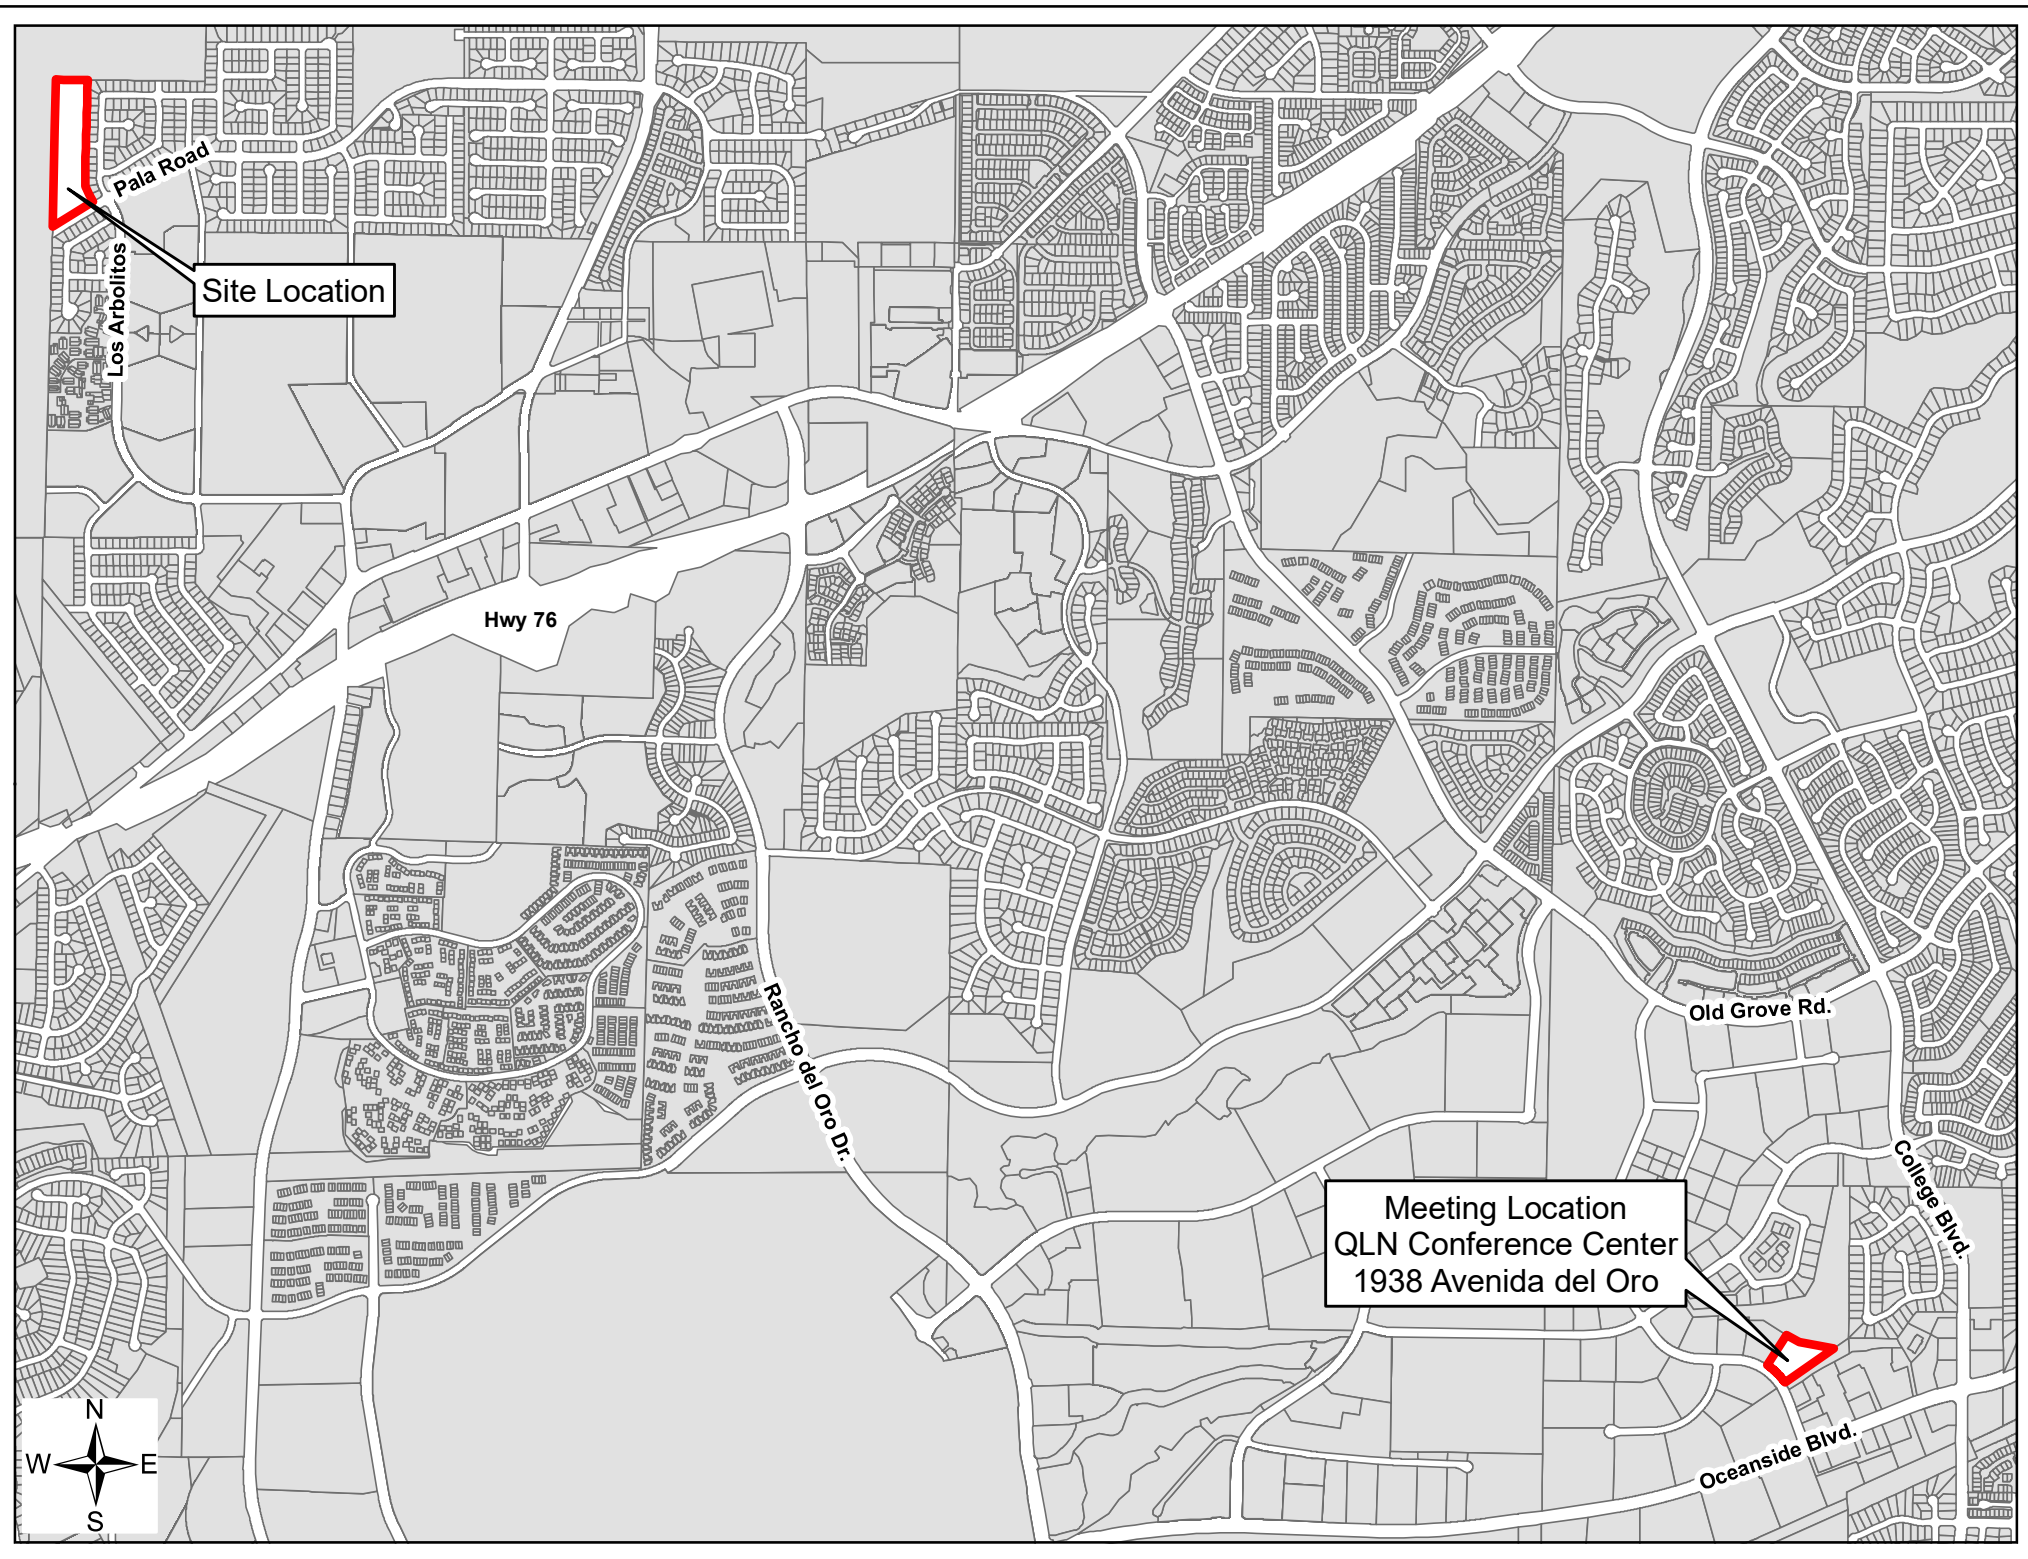 Pala Road
Site Location
Los Arbolitos
Hwy 76
Rancho del Oro Dr.
Old Grove Rd.
College Blvd.
Meeting Location
QLN Conference Center
1938 Avenida del Oro
Oceanside Blvd.
N
W E
S